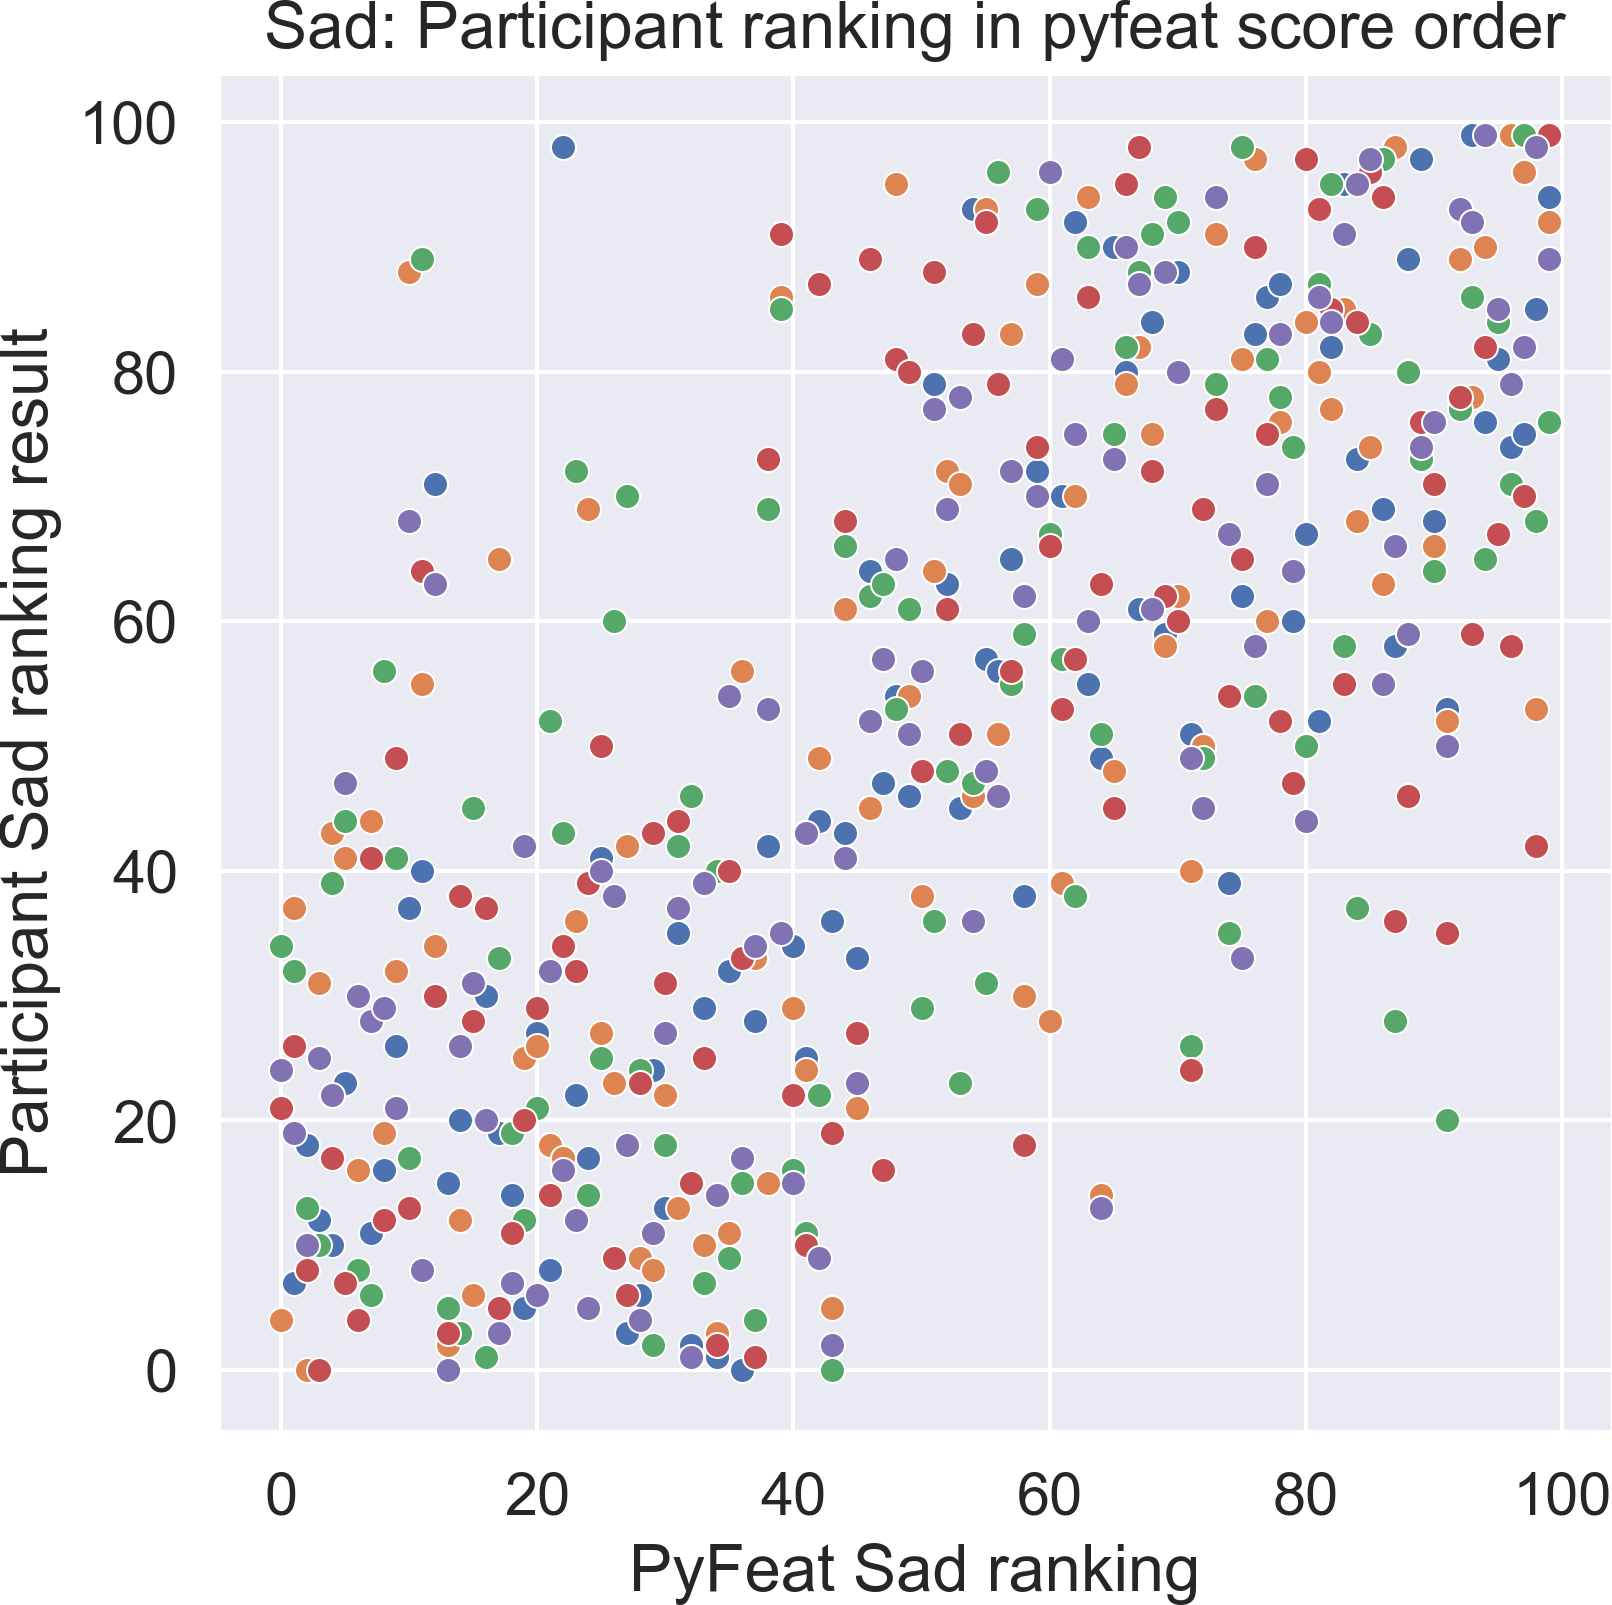 Sad: Participant ranking in pyfeat score order
Participant Sad ranking result
100
80
60
40
20
0
0 20 40 60 80 100
PyFeat Sad ranking